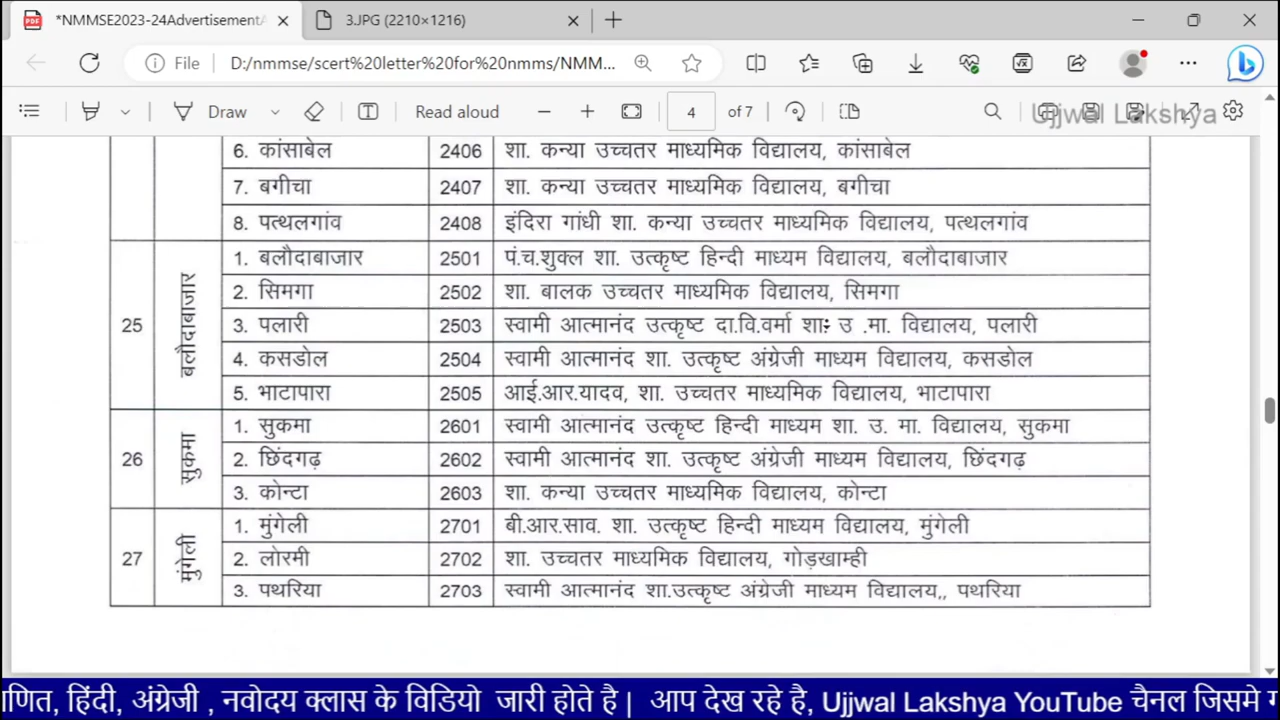 *NMMSE2023-24AdvertisementA
3.JPG (2210×1216)
File D:/nmmse/scert%20letter%20for%20nmms/NMM...
Draw Read aloud 4 of 7
Ujjwal Lakshya
6. कांसाबेल 2406 शा. कन्या उच्चतर माध्यमिक विद्यालय, कांसाबेल
7. बगीचा 2407 शा. कन्या उच्चतर माध्यमिक विद्यालय, बगीचा
8. पत्थलगांव 2408 इंदिरा गांधी शा. कन्या उच्चतर माध्यमिक विद्यालय, पत्थलगांव
25 बलौदाबाजार 1. बलौदाबाजार 2501 पं.च.शुक्ल शा. उत्कृष्ट हिन्दी माध्यम विद्यालय, बलौदाबाजार
2. सिमगा 2502 शा. बालक उच्चतर माध्यमिक विद्यालय, सिमगा
3. पलारी 2503 स्वामी आत्मानंद उत्कृष्ट दा.वि.वर्मा शाः उ .मा. विद्यालय, पलारी
4. कसडोल 2504 स्वामी आत्मानंद शा. उत्कृष्ट अंग्रेजी माध्यम विद्यालय, कसडोल
5. भाटापारा 2505 आई.आर.यादव, शा. उच्चतर माध्यमिक विद्यालय, भाटापारा
26 सुकमा 1. सुकमा 2601 स्वामी आत्मानंद उत्कृष्ट हिन्दी माध्यम शा. उ. मा. विद्यालय, सुकमा
2. छिंदगढ़ 2602 स्वामी आत्मानंद शा. उत्कृष्ट अंग्रेजी माध्यम विद्यालय, छिंदगढ़
3. कोन्टा 2603 शा. कन्या उच्चतर माध्यमिक विद्यालय, कोन्टा
27 मुंगेली 1. मुंगेली 2701 बी.आर.साव. शा. उत्कृष्ट हिन्दी माध्यम विद्यालय, मुंगेली
2. लोरमी 2702 शा. उच्चतर माध्यमिक विद्यालय, गोड़खाम्ही
3. पथरिया 2703 स्वामी आत्मानंद शा.उत्कृष्ट अंग्रेजी माध्यम विद्यालय,, पथरिया
णित, हिंदी, अंग्रेजी , नवोदय क्लास के विडियो जारी होते है | आप देख रहे है, Ujjwal Lakshya YouTube चैनल जिसमे